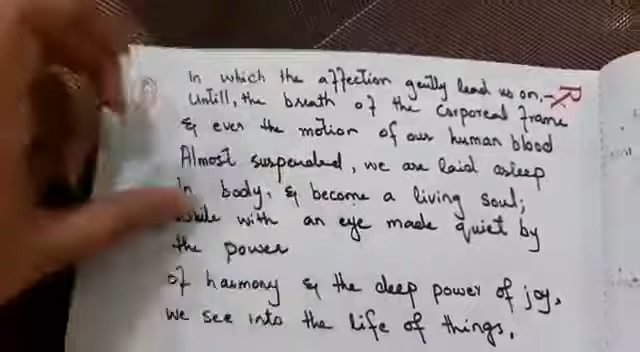 In which the affection gently lead us on,-
Untill, the breath of the corporeal frame
& even the motion of our human blood
Almost suspended, we are laid asleep
In body, & become a living soul;
while with an eye made quiet by
the power
of harmony & the deep power of joy,
we see into the life of things.